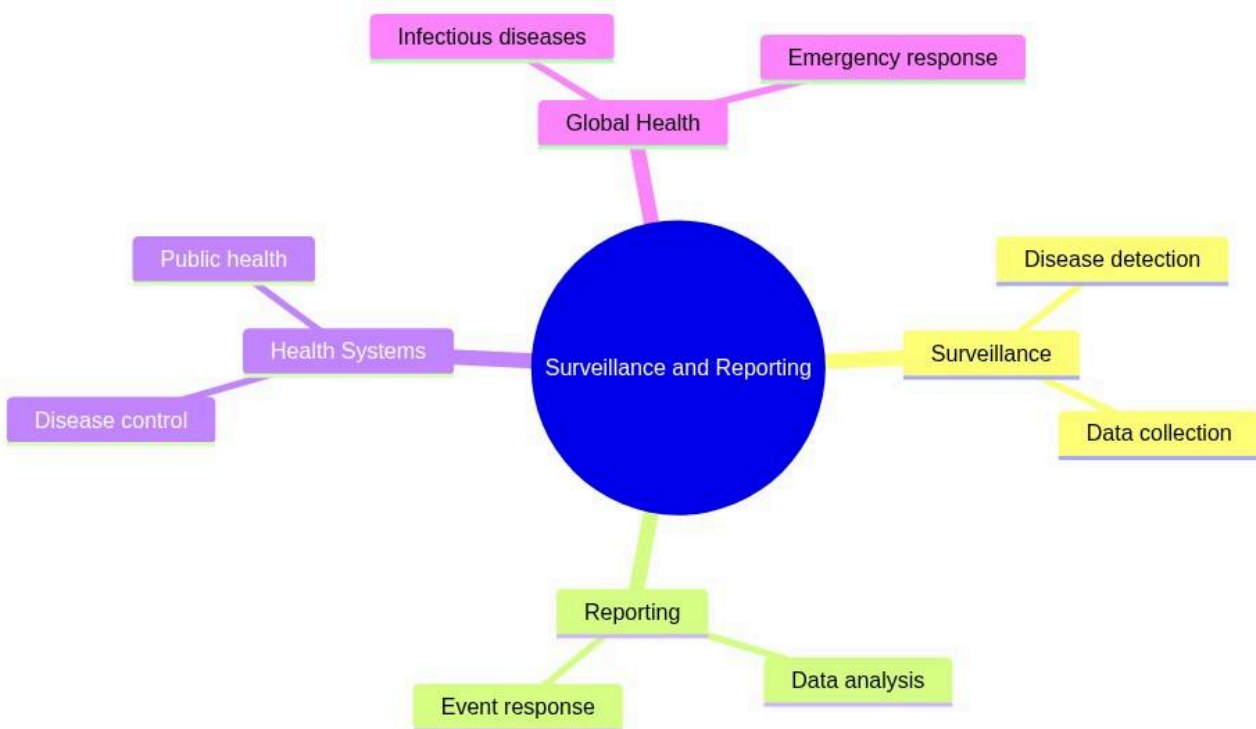 Infectious diseases
Emergency response
Global Health
Public health
Disease detection
Health Systems
Surveillance
Surveillance and Reporting
Disease control
Data collection
Reporting
Data analysis
Event response